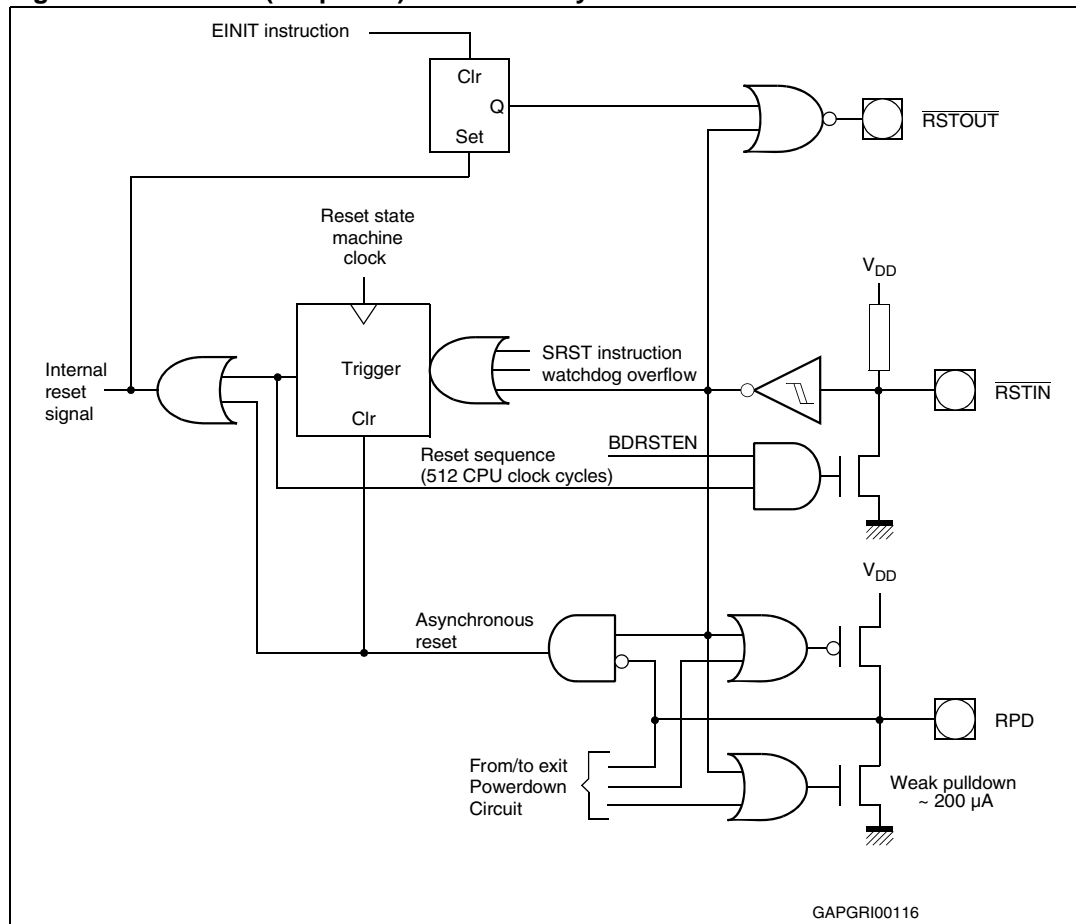 EINIT instruction
Clr
Q
Set
RSTOUT
Reset state
machine
clock
VDD
Internal
reset
signal
Trigger
Clr
SRST instruction
watchdog overflow
RSTIN
BDRSTEN
Reset sequence
(512 CPU clock cycles)
VDD
Asynchronous
reset
RPD
From/to exit
Powerdown
Circuit
Weak pulldown
~ 200 µA
GAPGRI00116